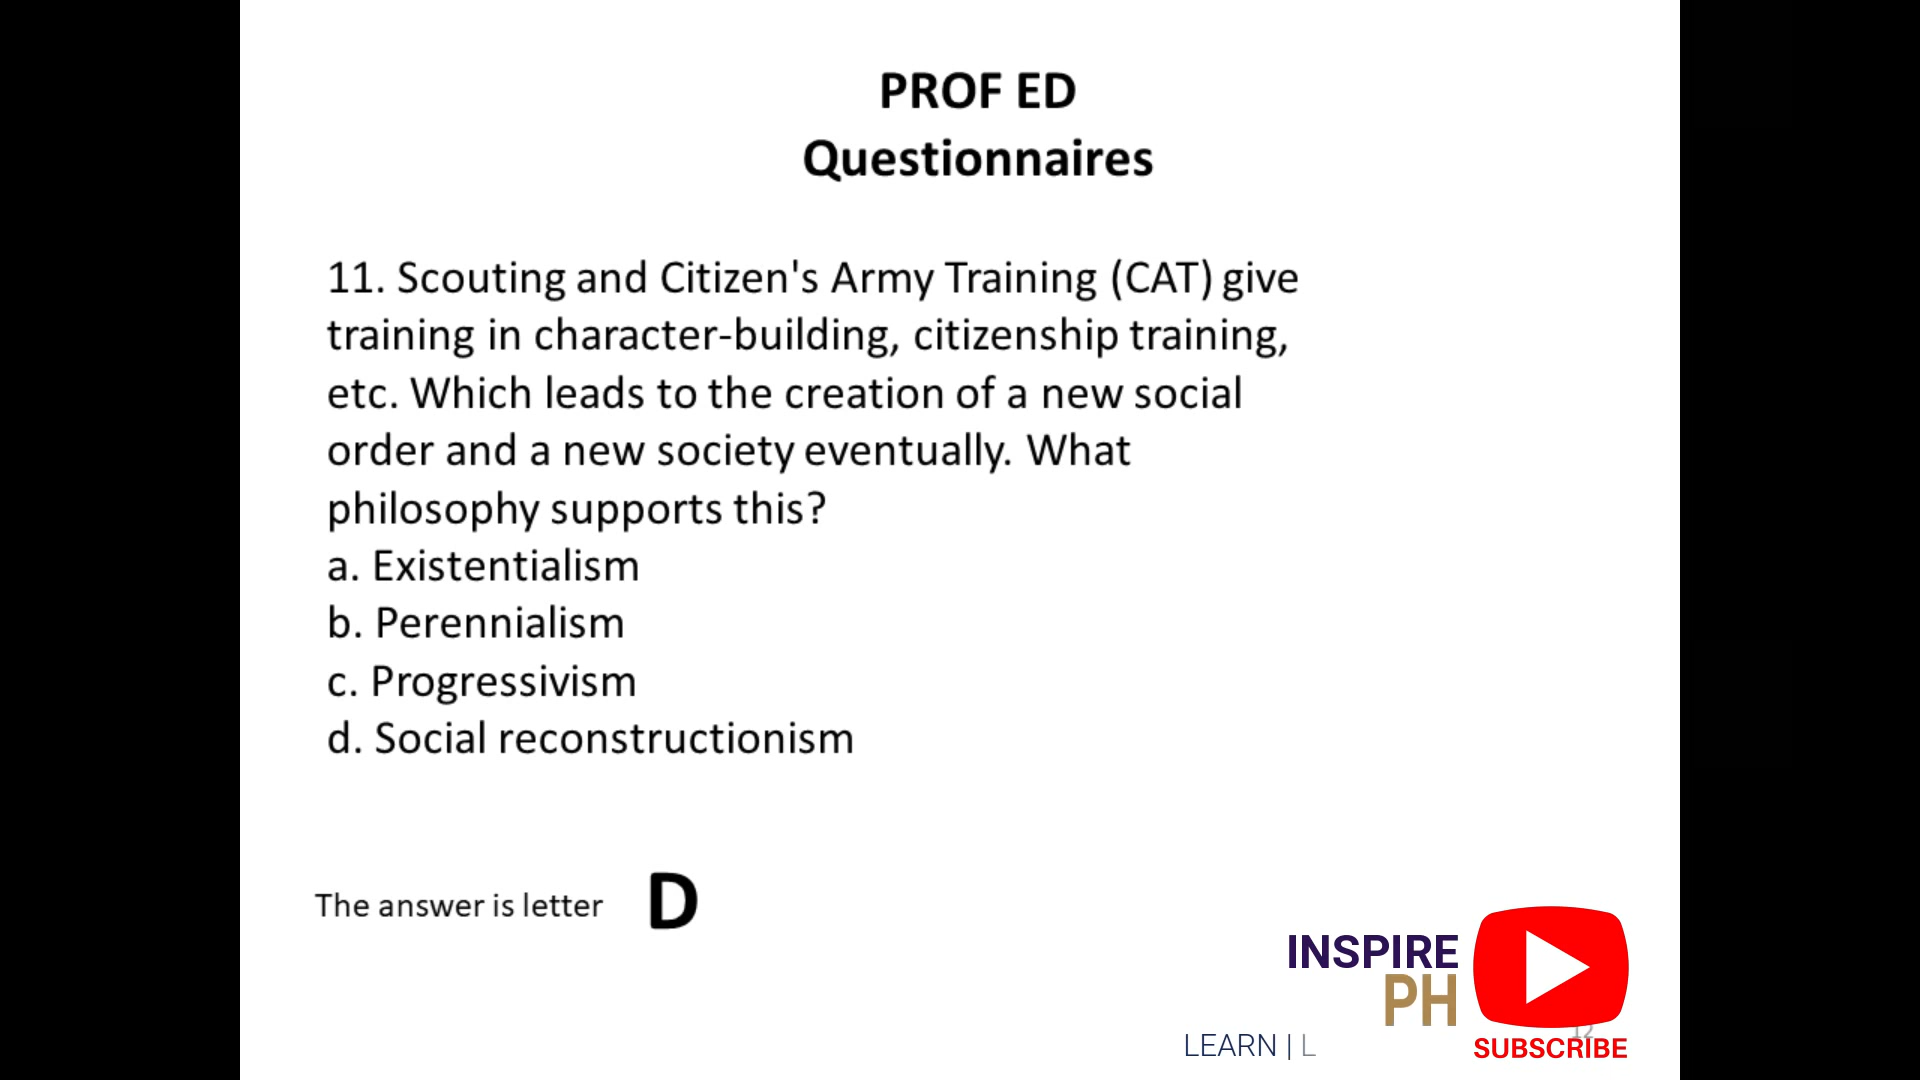 PROF ED
Questionnaires
11. Scouting and Citizen's Army Training (CAT) give
training in character-building, citizenship training,
etc. Which leads to the creation of a new social
order and a new society eventually. What
philosophy supports this?
a. Existentialism
b. Perennialism
c. Progressivism
d. Social reconstructionism
The answer is letter D
INSPIRE
PH
LEARN | L
12
SUBSCRIBE